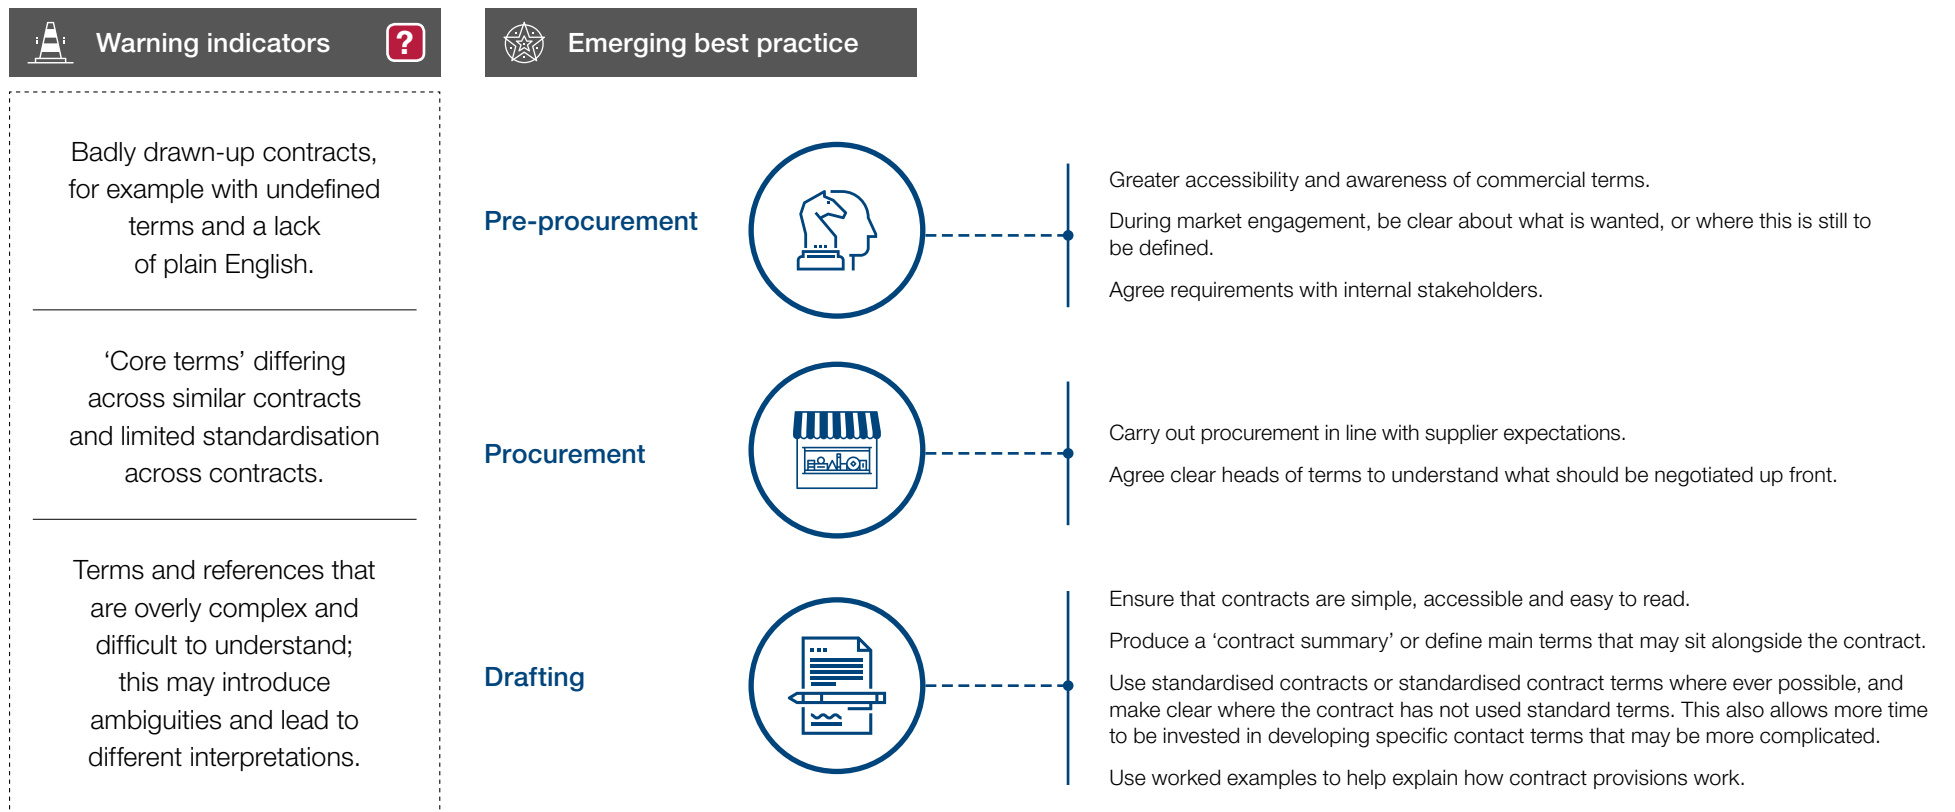 Warning indicators
?
Badly drawn-up contracts,
for example with undefined
terms and a lack
of plain English.
‘Core terms’ differing
across similar contracts
and limited standardisation
across contracts.
Terms and references that
are overly complex and
difficult to understand;
this may introduce
ambiguities and lead to
different interpretations.
Emerging best practice
Pre-procurement
Greater accessibility and awareness of commercial terms.
During market engagement, be clear about what is wanted, or where this is still to
be defined.
Agree requirements with internal stakeholders.
Procurement
Carry out procurement in line with supplier expectations.
Agree clear heads of terms to understand what should be negotiated up front.
Drafting
Ensure that contracts are simple, accessible and easy to read.
Produce a ‘contract summary’ or define main terms that may sit alongside the contract.
Use standardised contracts or standardised contract terms where ever possible, and
make clear where the contract has not used standard terms. This also allows more time
to be invested in developing specific contact terms that may be more complicated.
Use worked examples to help explain how contract provisions work.